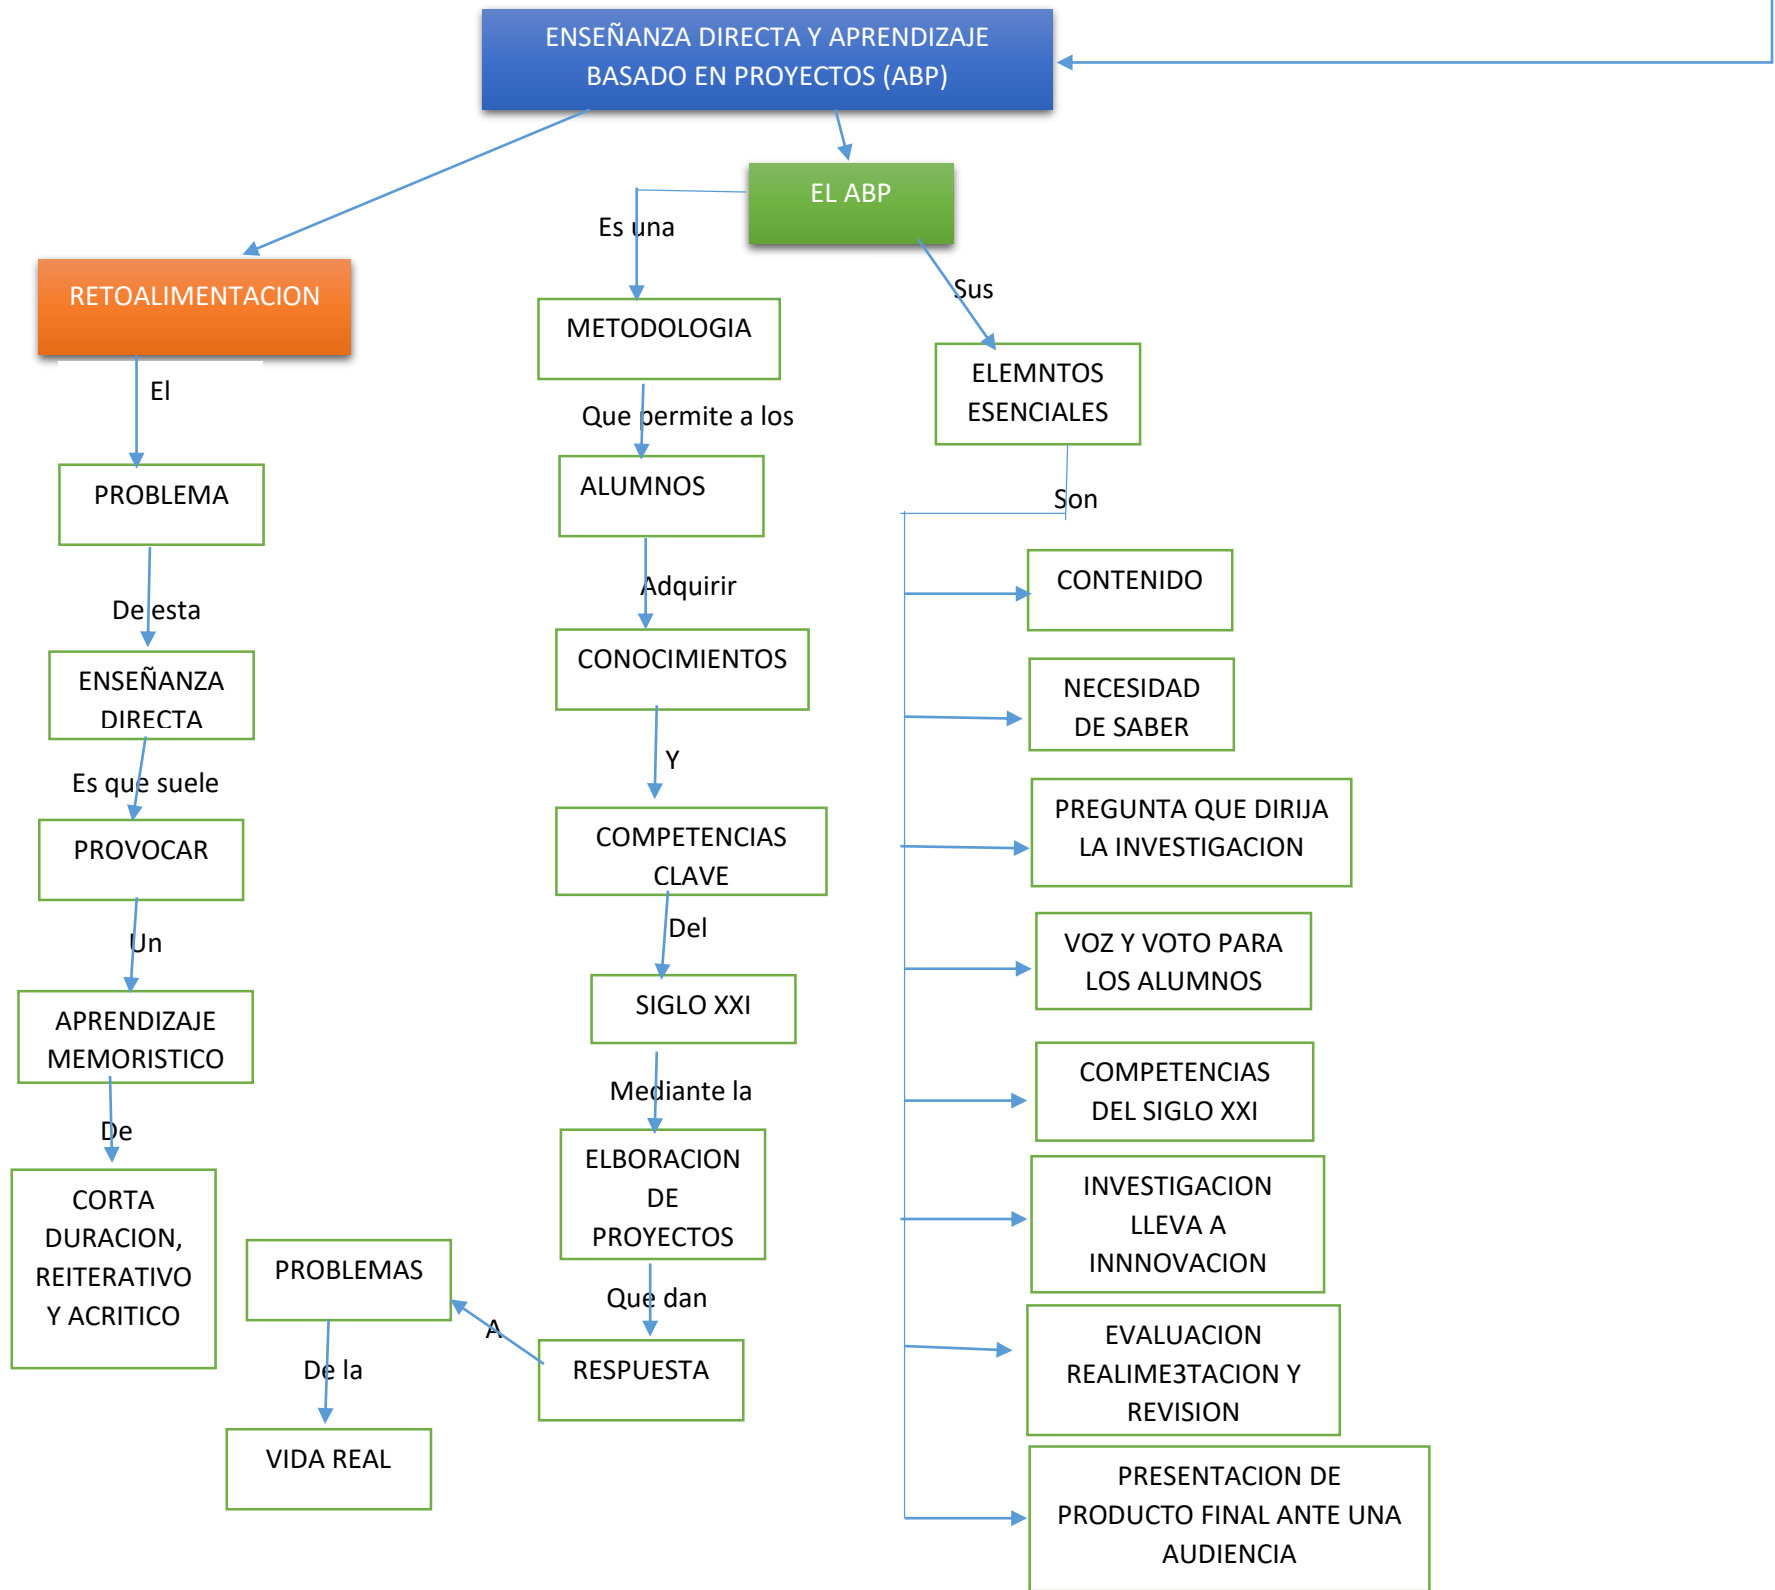 ENSEÑANZA DIRECTA Y APRENDIZAJE
BASADO EN PROYECTOS (ABP)
EL ABP
Es una
Sus
RETOALIMENTACION
METODOLOGIA
ELEMNTOS
ESENCIALES
El
Que permite a los
PROBLEMA
ALUMNOS
Son
De esta
Adquirir
CONTENIDO
ENSEÑANZA
DIRECTA
CONOCIMIENTOS
NECESIDAD
DE SABER
Es que suele
Y
PROVOCAR
COMPETENCIAS
CLAVE
PREGUNTA QUE DIRIJA
LA INVESTIGACION
Un
Del
VOZ Y VOTO PARA
LOS ALUMNOS
APRENDIZAJE
MEMORISTICO
SIGLO XXI
COMPETENCIAS
DEL SIGLO XXI
De
Mediante la
CORTA
DURACION,
REITERATIVO
Y ACRITICO
ELBORACION
DE
PROYECTOS
INVESTIGACION
LLEVA A
INNNOVACION
PROBLEMAS
Que dan
A
De la
RESPUESTA
EVALUACION
REALIME3TACION Y
REVISION
VIDA REAL
PRESENTACION DE
PRODUCTO FINAL ANTE UNA
AUDIENCIA